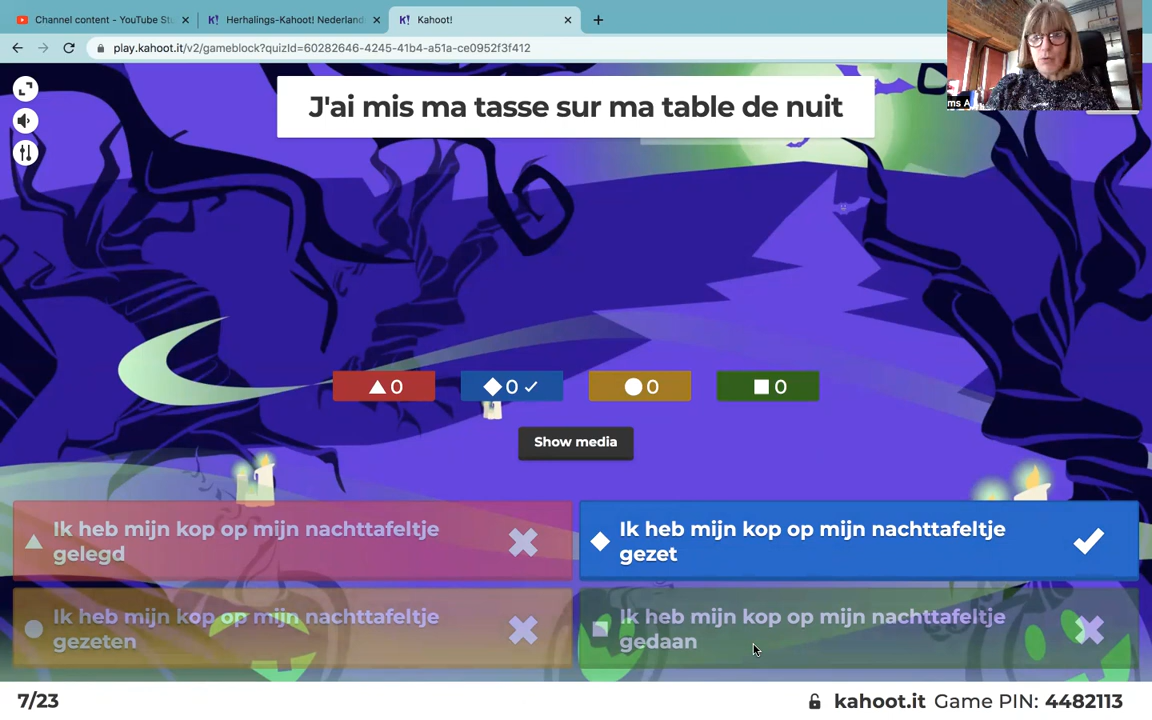 Channel content - YouTube Stu
Herhalings-Kahoot! Nederland
Kahoot!
play.kahoot.it/v2/gameblock?quizId=60282646-4245-41b4-a51a-ce0952f3f412
ms A
J'ai mis ma tasse sur ma table de nuit
0
0
0
0
Show media
Ik heb mijn kop op mijn nachttafeltje
gelegd
Ik heb mijn kop op mijn nachttafeltje
gezet
Ik heb mijn kop op mijn nachttafeltje
gezeten
Ik heb mijn kop op mijn nachttafeltje
gedaan
7/23
kahoot.it Game PIN: 4482113